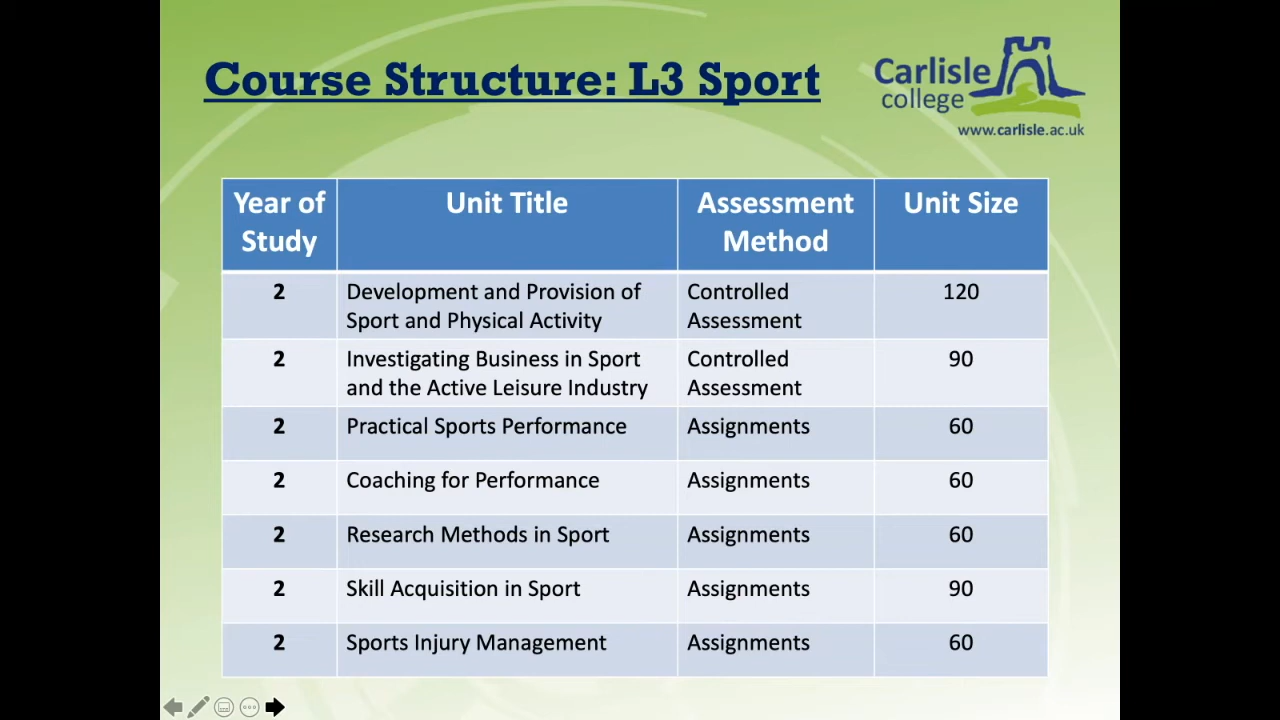 Course Structure: L3 Sport
Carlisle
college
www.carlisle.ac.uk
Year of Study Unit Title Assessment Method Unit Size
2 Development and Provision of Sport and Physical Activity Controlled Assessment 120
2 Investigating Business in Sport and the Active Leisure Industry Controlled Assessment 90
2 Practical Sports Performance Assignments 60
2 Coaching for Performance Assignments 60
2 Research Methods in Sport Assignments 60
2 Skill Acquisition in Sport Assignments 90
2 Sports Injury Management Assignments 60